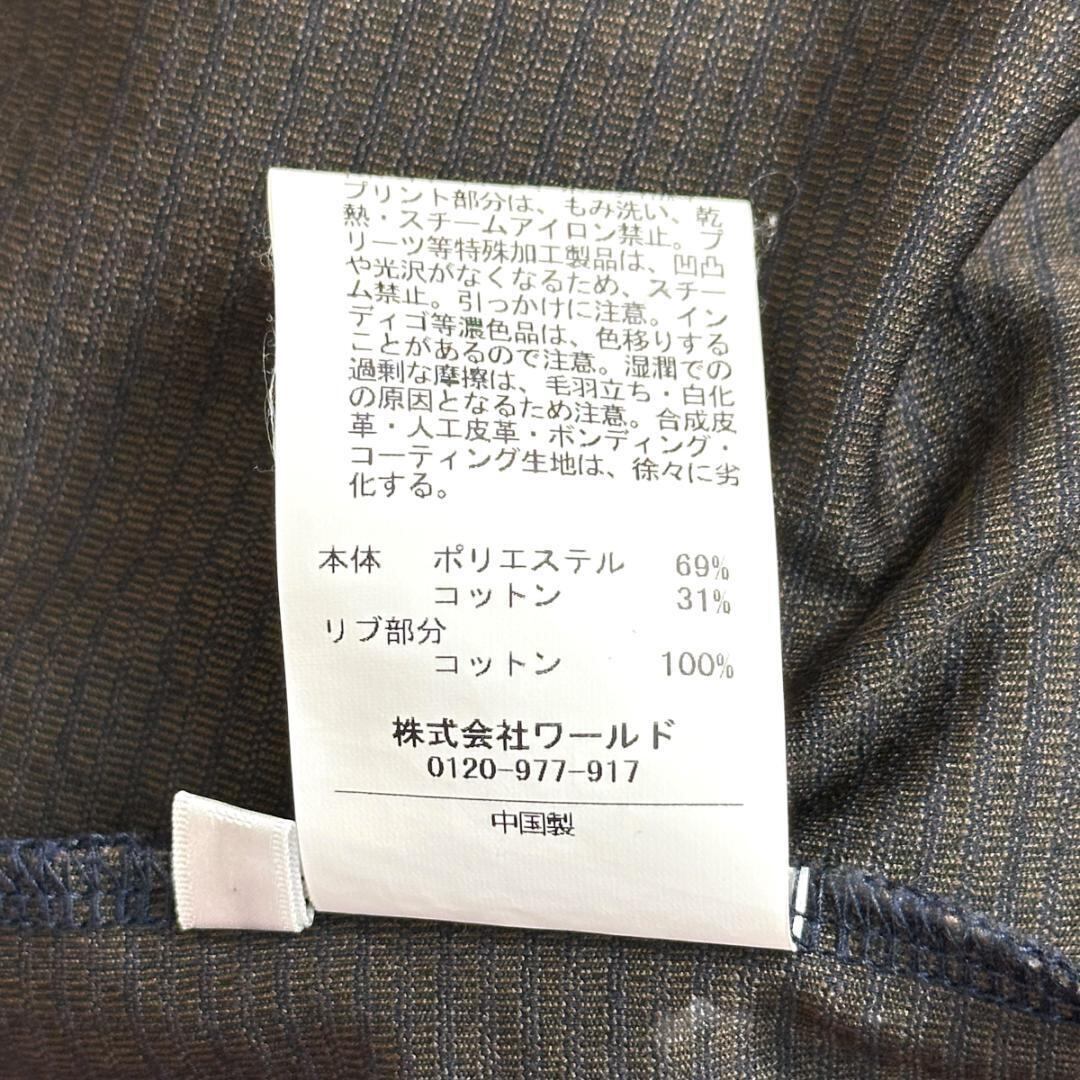 プリント部分は、もみ洗い、乾
熱・スチームアイロン禁止。プ
リーツ等特殊加工製品は、凹凸
や光沢がなくなるため、スチー
ム禁止。引っかけに注意。イン
ディゴ等濃色品は、色移りする
ことがあるので注意。湿潤での
過剰な摩擦は、毛羽立ち・白化
の原因となるため注意。合成皮
革・人工皮革・ボンディング・
コーティング生地は、徐々に劣
化する。
本体 ポリエステル 69%
コットン 31%
リブ部分
コットン 100%
株式会社ワールド
0120-977-917
中国製